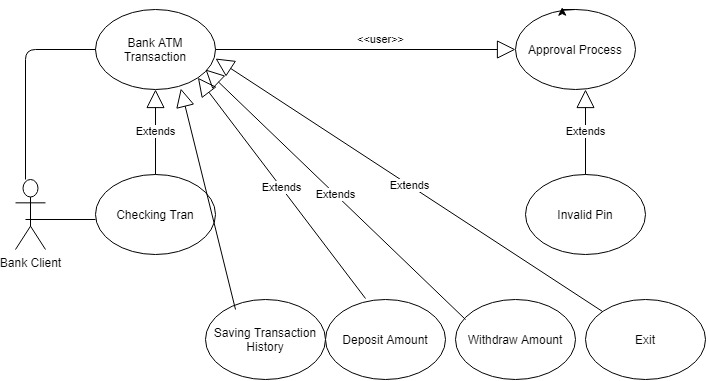 Bank ATM
Transaction
<<user>>
Approval Process
Extends
Extends
Checking Tran
Invalid Pin
Extends
Extends
Extends
Bank Client
Saving Transaction
History
Deposit Amount
Withdraw Amount
Exit